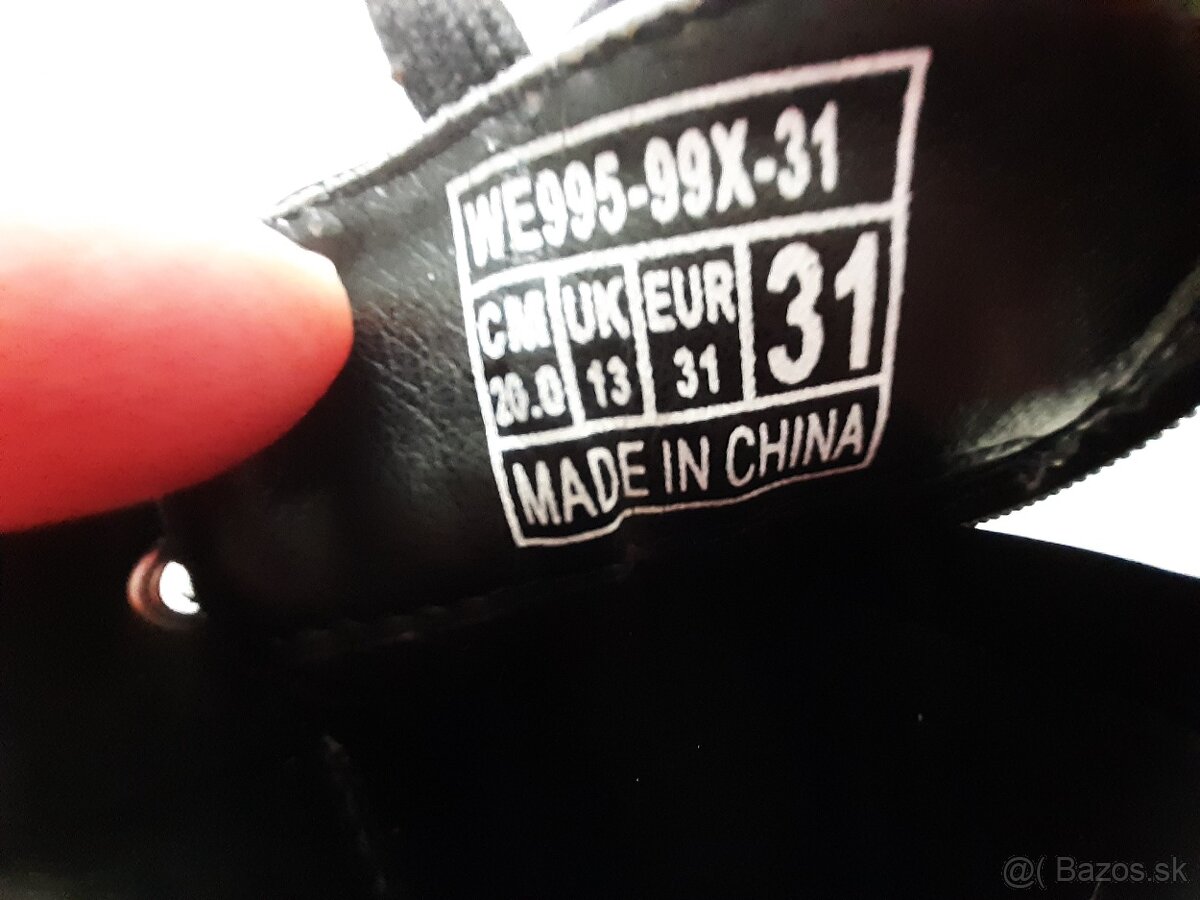 WE995-99X-31
CM UK EUR 31
20.0 13 31
MADE IN CHINA
@( Bazos.sk